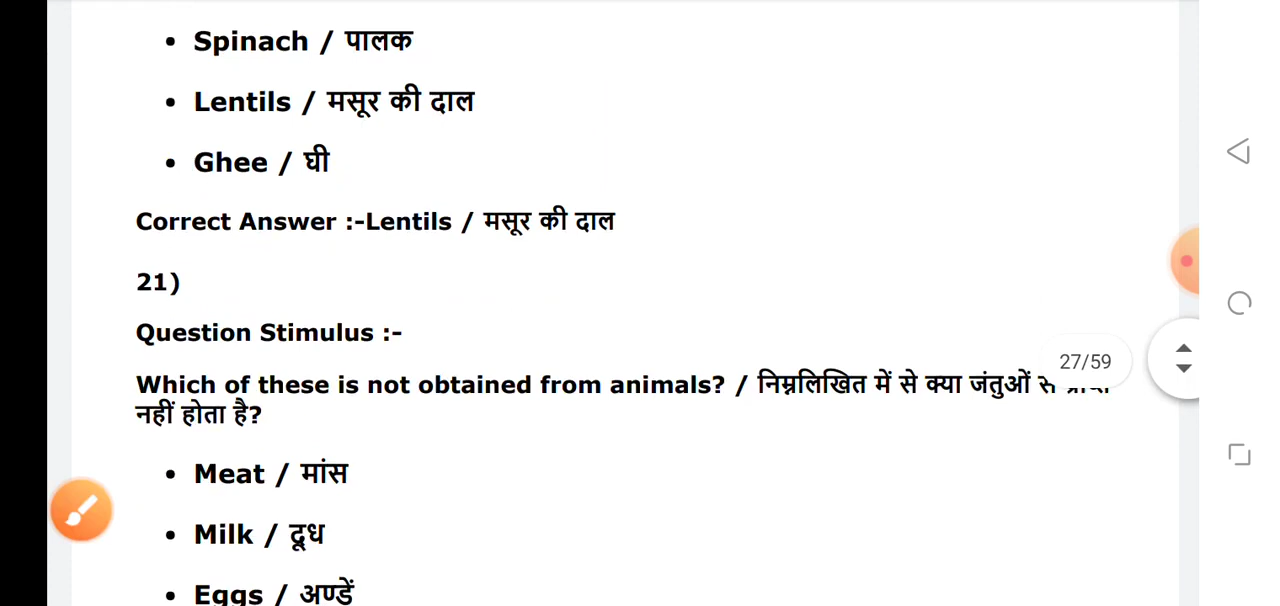 • Spinach / पालक
• Lentils / मसूर की दाल
• Ghee / घी
Correct Answer :-Lentils / मसूर की दाल
21)
Question Stimulus :-
27/59
Which of these is not obtained from animals? / निम्नलिखित में से क्या जंतुओं
नहीं होता है?
• Meat / मांस
• Milk / दूध
• Eggs / अण्डें